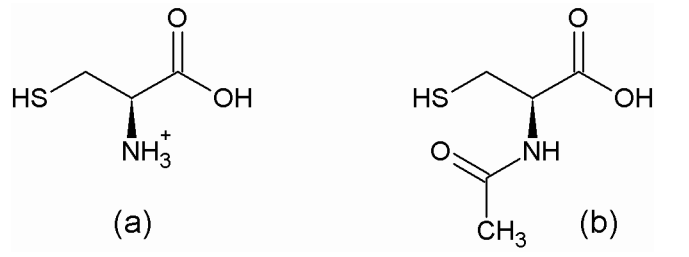 O O
HS OH HS OH
NH3+ O NH
CH3
(a) (b)